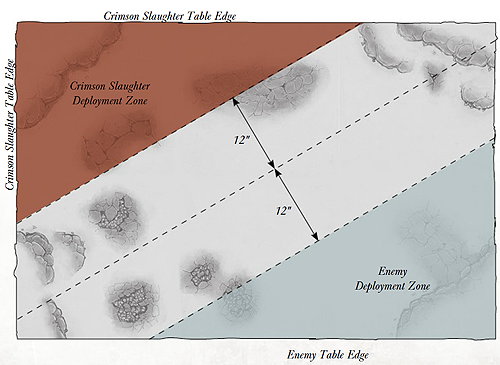 Crimson Slaughter Table Edge
Crimson Slaughter Table Edge
Crimson Slaughter
Deployment Zone
12"
12"
Enemy
Deployment Zone
Enemy Table Edge